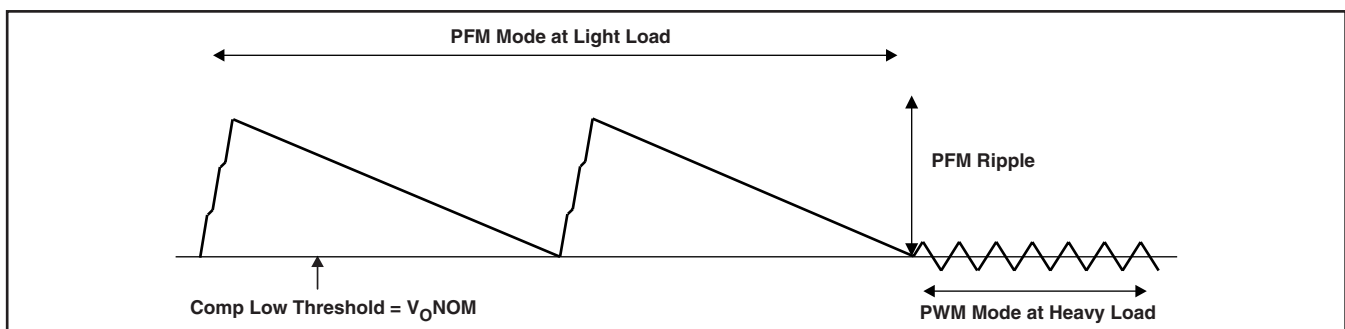 PFM Mode at Light Load
PFM Ripple
Comp Low Threshold = VONOM
PWM Mode at Heavy Load